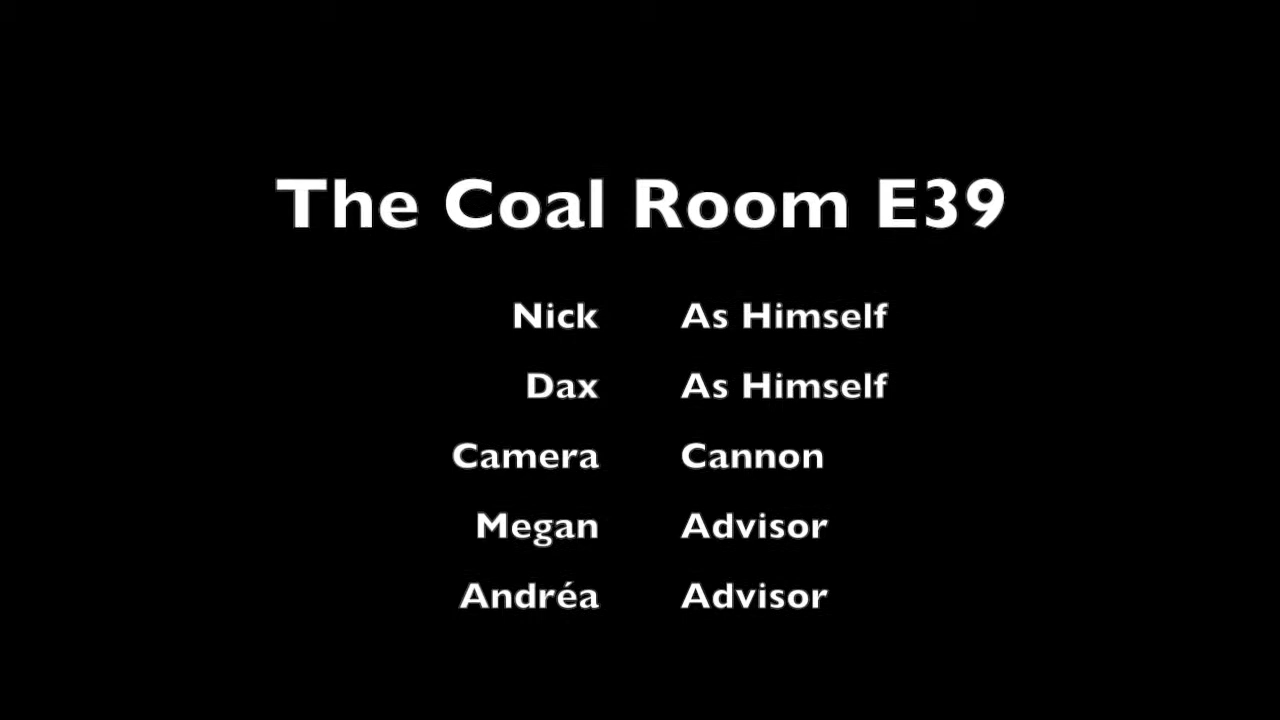 The Coal Room E39
Nick As Himself
Dax As Himself
Camera Cannon
Megan Advisor
Andréa Advisor